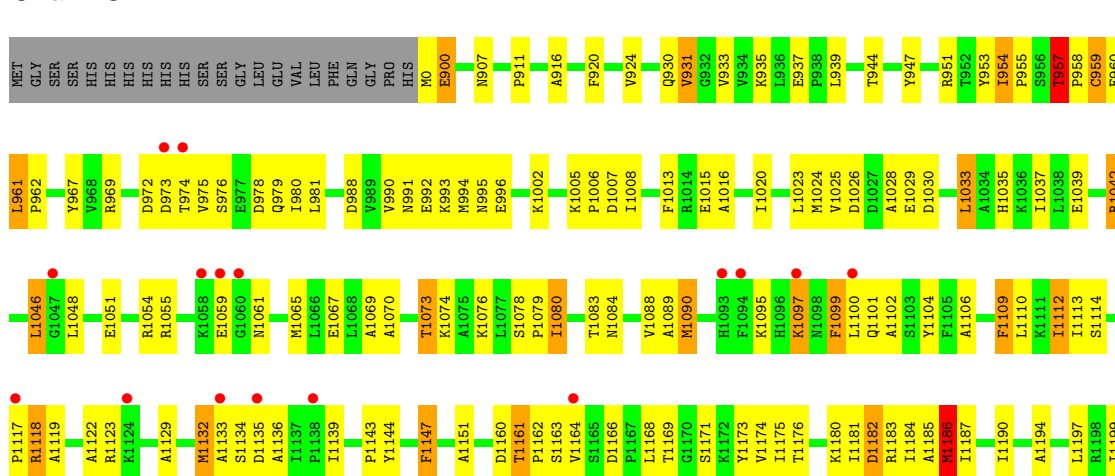 MET GLY SER SER HIS HIS HIS HIS HIS HIS SER SER GLY LEU GLU VAL LEU PHE GLN GLY PRO HIS M0 E900 N907 P911 A916 F920 V924 Q930 V931 G932 V933 V934 K935 L936 E937 P938 L939 T944 Y947 R951 T952 Y953 I954 P955 S956 T957 P958 C959
L961 P962 Y967 V968 R969 D972 D973 T974 V975 S976 E977 D978 Q979 I980 L981 D988 V989 V990 N991 E992 K993 M994 N995 E996 K1002 K1005 P1006 D1007 I1008 F1013 R1014 E1015 A1016 I1020 L1023 M1024 V1025 D1026 D1027 A1028 E1029 D1030 L1033 A1034 H1035 K1036 I1037 L1038 E1039
L1046 G1047 L1048 E1051 R1054 R1055 K1058 E1059 G1060 N1061 M1065 L1066 E1067 L1068 A1069 A1070 T1073 K1074 A1075 K1076 L1077 S1078 P1079 I1080 T1083 N1084 V1088 A1089 M1090 H1093 F1094 K1095 H1096 K1097 N1098 F1099 L1100 Q1101 A1102 S1103 Y1104 F1105 A1106 F1109 L1110 K1111 I1112 I1113 S1114
P1117 R1118 A1119 A1122 R1123 K1124 A1129 M1132 A1133 S1134 D1135 A1136 I1137 P1138 I1139 P1143 Y1144 F1147 A1151 D1160 T1161 P1162 S1163 V1164 S1165 D1166 P1167 L1168 T1169 G1170 S1171 K1172 Y1173 V1174 I1175 T1176 K1180 I1181 D1182 R1183 I1184 A1185 M1186 I1187 I1190 A1194 L1197 R1198